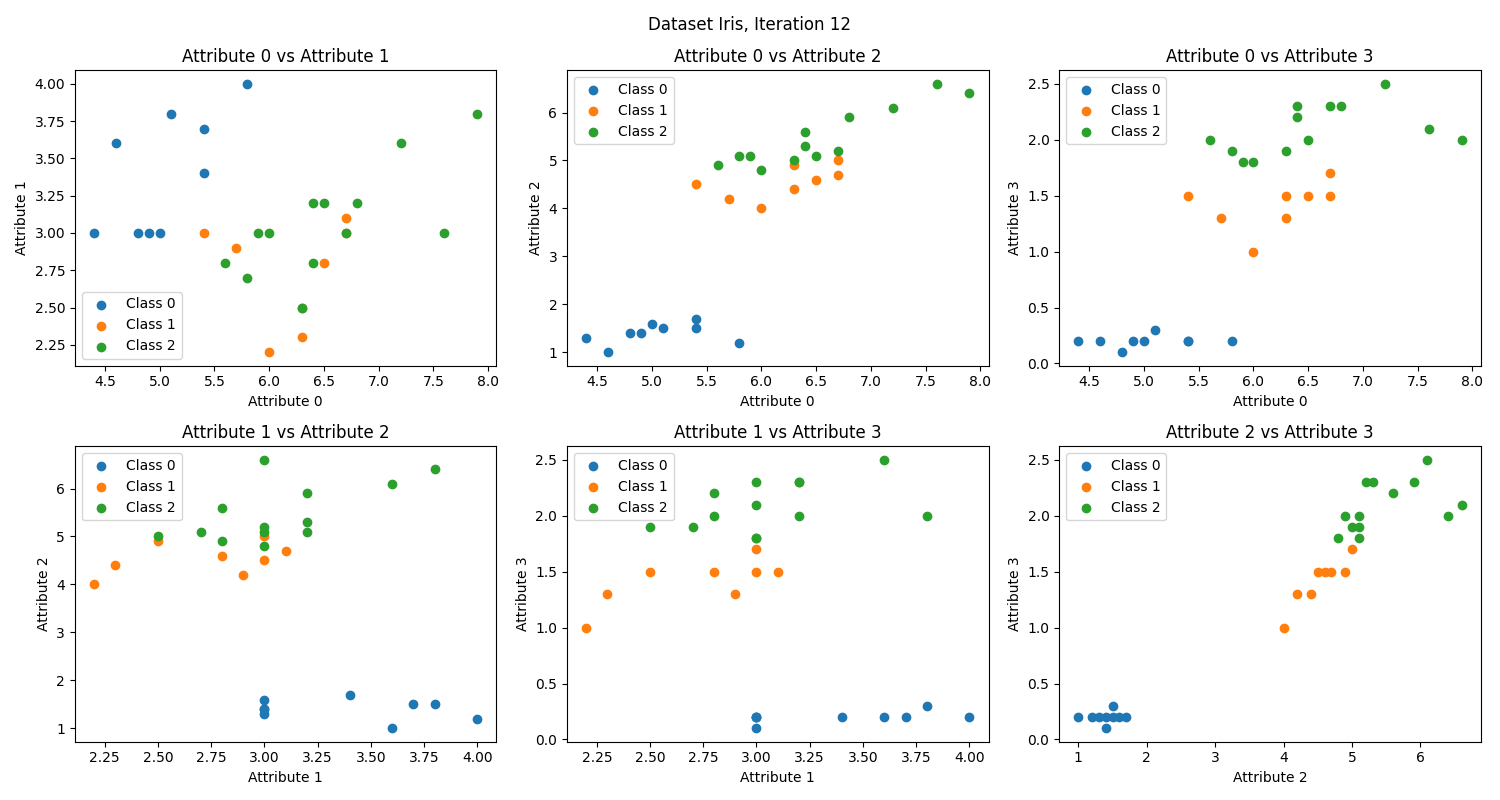 Dataset Iris, Iteration 12
Attribute 0 vs Attribute 1
Attribute 1
4.00
3.75
3.50
3.25
3.00
2.75
2.50
2.25
Class 0
Class 1
Class 2
4.5 5.0 5.5 6.0 6.5 7.0 7.5 8.0
Attribute 0
Attribute 0 vs Attribute 2
Attribute 2
6
5
4
3
2
1
Class 0
Class 1
Class 2
4.5 5.0 5.5 6.0 6.5 7.0 7.5 8.0
Attribute 0
Attribute 0 vs Attribute 3
Attribute 3
2.5
2.0
1.5
1.0
0.5
0.0
Class 0
Class 1
Class 2
4.5 5.0 5.5 6.0 6.5 7.0 7.5 8.0
Attribute 0
Attribute 1 vs Attribute 2
Attribute 2
6
5
4
3
2
1
Class 0
Class 1
Class 2
2.25 2.50 2.75 3.00 3.25 3.50 3.75 4.00
Attribute 1
Attribute 1 vs Attribute 3
Attribute 3
2.5
2.0
1.5
1.0
0.5
0.0
Class 0
Class 1
Class 2
2.25 2.50 2.75 3.00 3.25 3.50 3.75 4.00
Attribute 1
Attribute 2 vs Attribute 3
Attribute 3
2.5
2.0
1.5
1.0
0.5
0.0
Class 0
Class 1
Class 2
1 2 3 4 5 6
Attribute 2